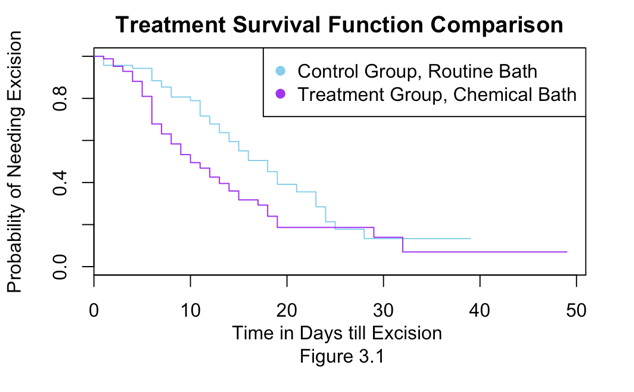 Treatment Survival Function Comparison
Control Group, Routine Bath
Treatment Group, Chemical Bath
Probability of Needing Excision
0.8
0.4
0.0
0 10 20 30 40 50
Time in Days till Excision
Figure 3.1